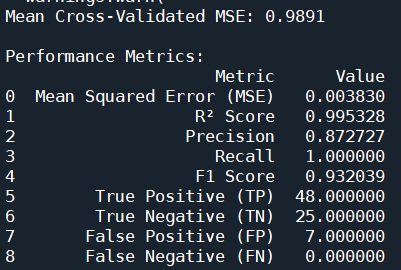 warnings.warn(
Mean Cross-Validated MSE: 0.9891
Performance Metrics:
Metric Value
0 Mean Squared Error (MSE) 0.003830
1 R² Score 0.995328
2 Precision 0.872727
3 Recall 1.000000
4 F1 Score 0.932039
5 True Positive (TP) 48.000000
6 True Negative (TN) 25.000000
7 False Positive (FP) 7.000000
8 False Negative (FN) 0.000000